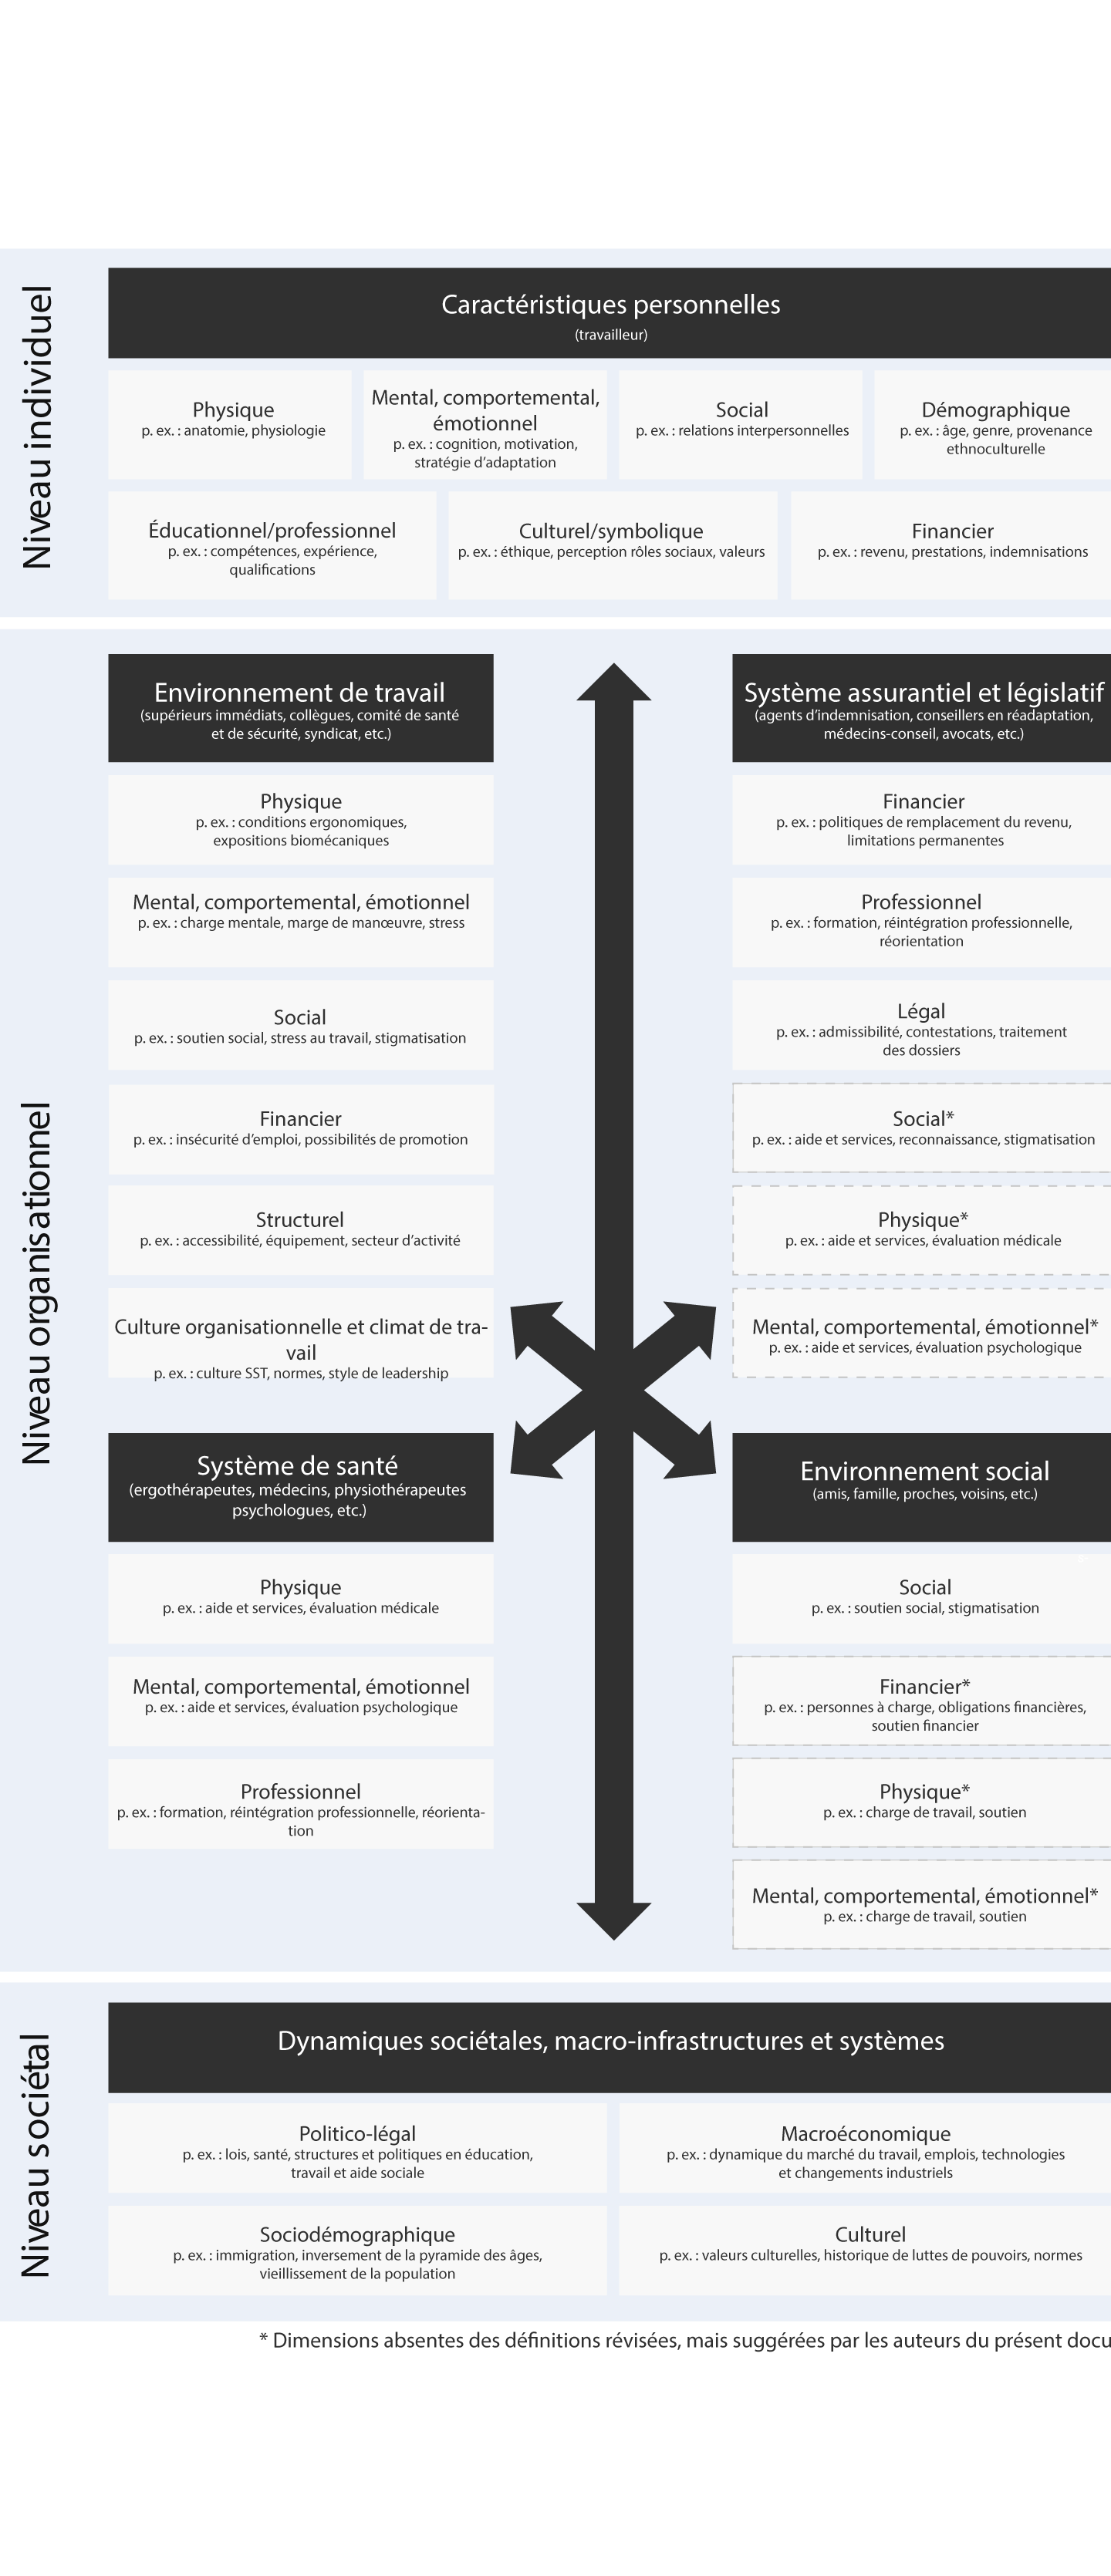 Niveau individuel
Caractéristiques personnelles
(travailleur)
Physique
p. ex. : anatomie, physiologie
Mental, comportemental,
émotionnel
p. ex. : cognition, motivation,
stratégie d’adaptation
Social
p. ex. : relations interpersonnelles
Démographique
p. ex. : âge, genre, provenance
ethnoculturelle
Éducationnel/professionnel
p. ex. : compétences, expérience,
qualifications
Culturel/symbolique
p. ex. : éthique, perception rôles sociaux, valeurs
Financier
p. ex. : revenu, prestations, indemnisations
Niveau organisationnel
Environnement de travail
(supérieurs immédiats, collègues, comité de santé
et de sécurité, syndicat, etc.)
Physique
p. ex. : conditions ergonomiques,
expositions biomécaniques
Mental, comportemental, émotionnel
p. ex. : charge mentale, marge de manœuvre, stress
Social
p. ex. : soutien social, stress au travail, stigmatisation
Financier
p. ex. : insécurité d’emploi, possibilités de promotion
Structurel
p. ex. : accessibilité, équipement, secteur d’activité
Culture organisationnelle et climat de tra-
vail
p. ex. : culture SST, normes, style de leadership
Système assurantiel et législatif
(agents d’indemnisation, conseillers en réadaptation,
médecins-conseil, avocats, etc.)
Financier
p. ex. : politiques de remplacement du revenu,
limitations permanentes
Professionnel
p. ex. : formation, réintégration professionnelle,
réorientation
Légal
p. ex. : admissibilité, contestations, traitement
des dossiers
Social*
p. ex. : aide et services, reconnaissance, stigmatisation
Physique*
p. ex. : aide et services, évaluation médicale
Mental, comportemental, émotionnel*
p. ex. : aide et services, évaluation psychologique
Système de santé
(ergothérapeutes, médecins, physiothérapeutes
psychologues, etc.)
Physique
p. ex. : aide et services, évaluation médicale
Mental, comportemental, émotionnel
p. ex. : aide et services, évaluation psychologique
Professionnel
p. ex. : formation, réintégration professionnelle, réorienta-
tion
Environnement social
(amis, famille, proches, voisins, etc.)
Social
p. ex. : soutien social, stigmatisation
Financier*
p. ex. : personnes à charge, obligations financières,
soutien financier
Physique*
p. ex. : charge de travail, soutien
Mental, comportemental, émotionnel*
p. ex. : charge de travail, soutien
Niveau sociétal
Dynamiques sociétales, macro-infrastructures et systèmes
Politico-légal
p. ex. : lois, santé, structures et politiques en éducation,
travail et aide sociale
Macroéconomique
p. ex. : dynamique du marché du travail, emplois, technologies
et changements industriels
Sociodémographique
p. ex. : immigration, inversement de la pyramide des âges,
vieillissement de la population
Culturel
p. ex. : valeurs culturelles, historique de luttes de pouvoirs, normes
* Dimensions absentes des définitions révisées, mais suggérées par les auteurs du présent docu